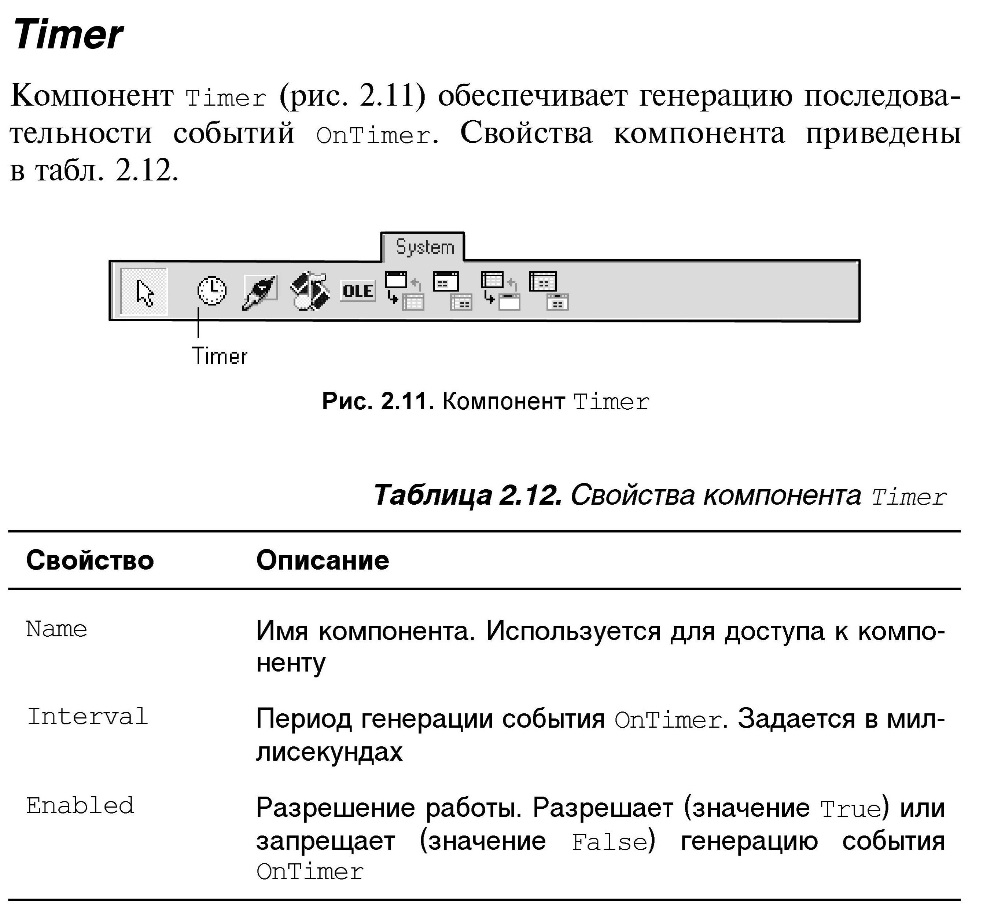 Timer
Компонент Timer (рис. 2.11) обеспечивает генерацию последова-
тельности событий OnTimer. Свойства компонента приведены
в табл. 2.12.
System
OLE
Timer
Рис. 2.11. Компонент Timer
Таблица 2.12. Свойства компонента Timer
Свойство Описание
Name Имя компонента. Используется для доступа к компо-
ненту
Interval Период генерации события OnTimer. Задается в мил-
лисекундах
Enabled Разрешение работы. Разрешает (значение True) или
запрещает (значение False) генерацию события
OnTimer